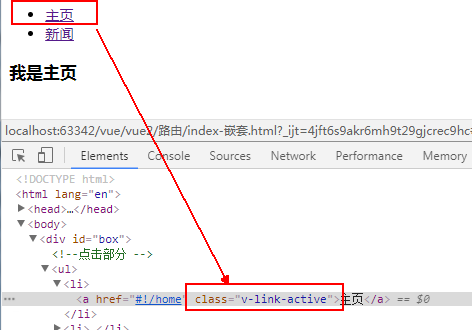 主页
新闻
我是主页
localhost:63342/vue/vue2/路由/index-嵌套.html?_ijt=4jft6s9akr6mh9t29gjcrec9hc
Elements Console Sources Network Performance Memory
<!DOCTYPE html>
<html lang="en">
▶<head>…</head>
▼<body>
▼<div id="box">
<!--点击部分 -->
▼<ul>
▼<li>
… <a href="#!/home" class="v-link-active">主页</a> == $0
</li>
▶<li>…</li>